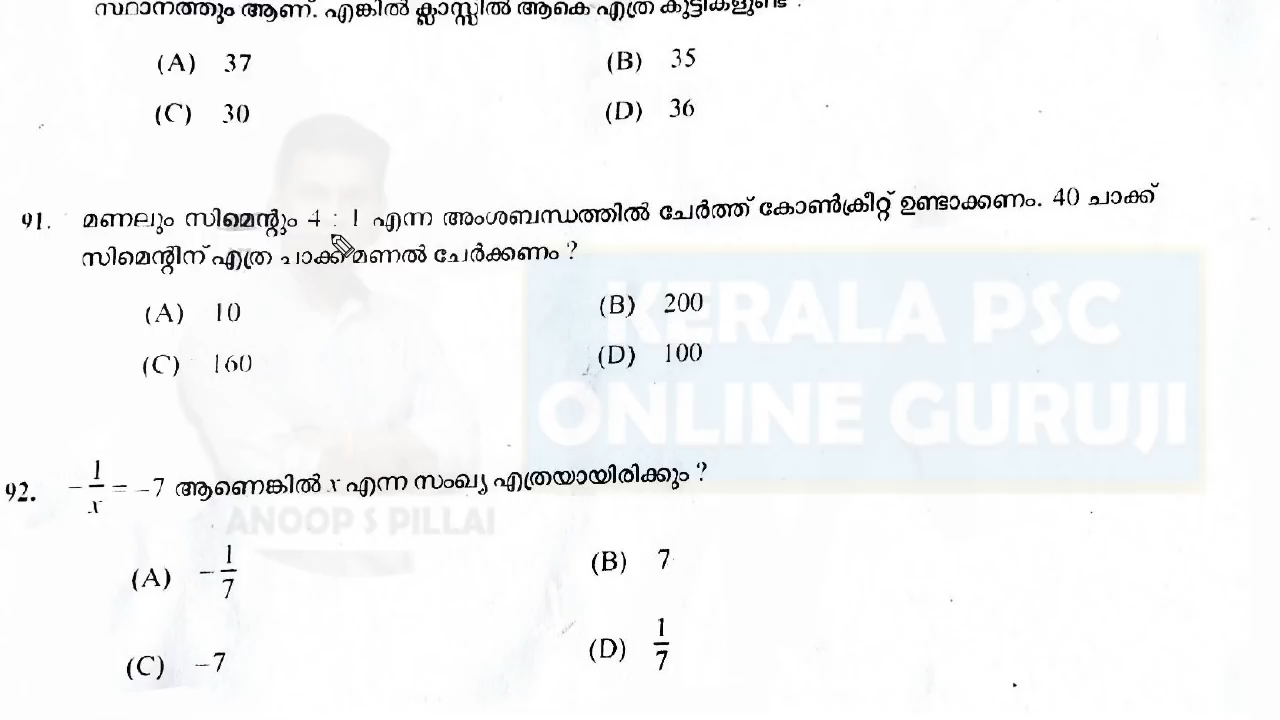 സ്ഥാനത്തും ആണ്. എങ്കിൽ ക്ലാസ്സിൽ ആകെ എത്ര കുട്ടികളുണ്ട് ?
(A) 37 (B) 35
(C) 30 (D) 36
91. മണലും സിമെന്റും 4 : 1 എന്ന അംശബന്ധത്തിൽ ചേർത്ത് കോൺക്രീറ്റ് ഉണ്ടാക്കണം. 40 ചാക്ക്
സിമെന്റിന് എത്ര ചാക്ക് മണൽ ചേർക്കണം ?
(A) 10 (B) 200
(C) 160 (D) 100
KERALA PSC
ONLINE GURUJI
92. -1/x = -7 ആണെങ്കിൽ x എന്ന സംഖ്യ എത്രയായിരിക്കും ?
ANOOP S PILLAI
(A) -1/7 (B) 7
(C) -7 (D) 1/7